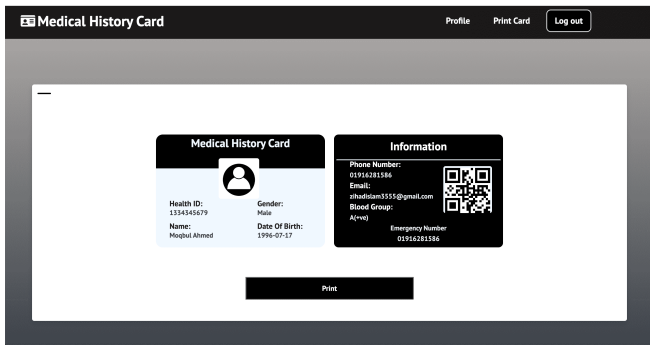 Medical History Card
Profile
Print Card
Log out
Medical History Card
Health ID:
1334345679
Gender:
Male
Name:
Moqbul Ahmed
Date Of Birth:
1996-07-17
Information
Phone Number:
01916281586
Email:
zihadislam3555@gmail.com
Blood Group:
A(+ve)
Emergency Number
01916281586
Print